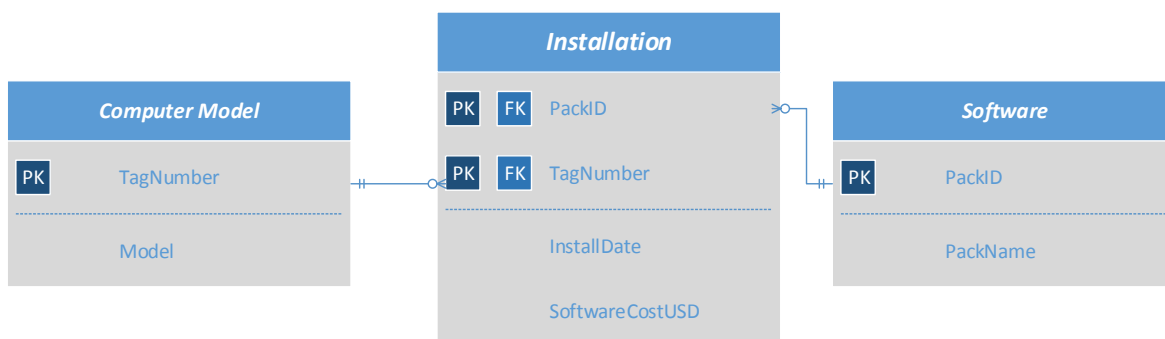 Computer Model
PK TagNumber
Model
Installation
PK FK PackID
PK FK TagNumber
InstallDate
SoftwareCostUSD
Software
PK PackID
PackName